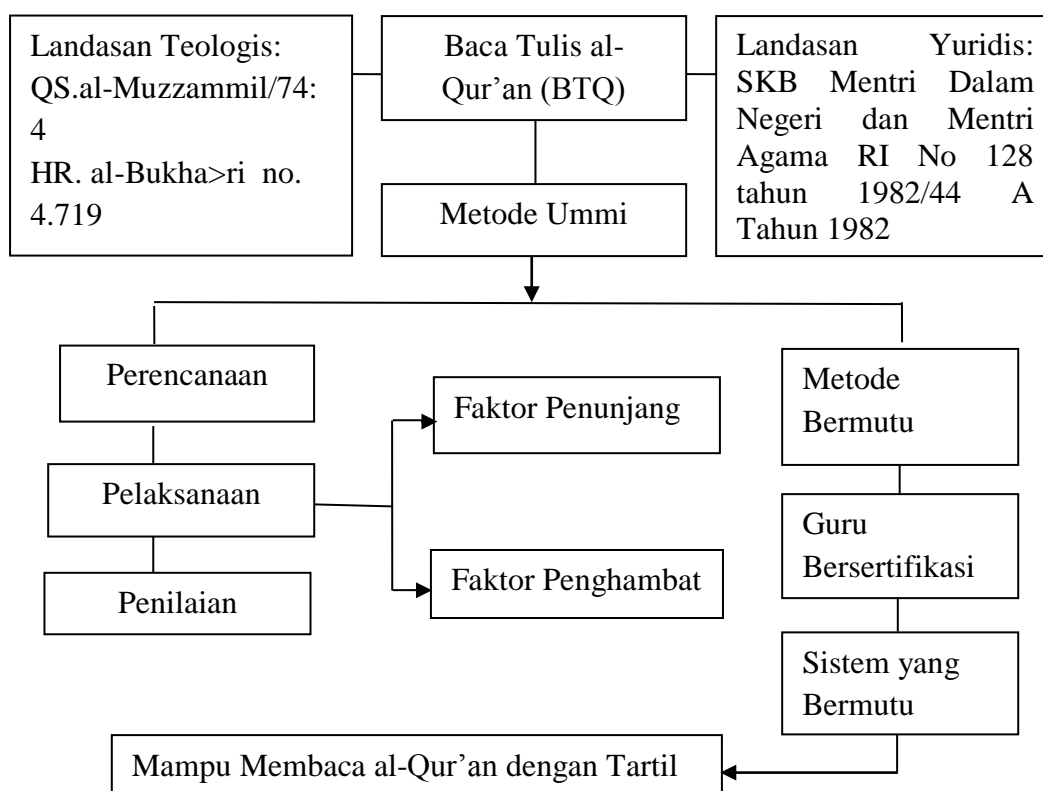 Landasan Teologis:
QS.al-Muzzammil/74:
4
HR. al-Bukha>ri no.
4.719
Baca Tulis al-
Qur’an (BTQ)
Landasan Yuridis:
SKB Mentri Dalam
Negeri dan Mentri
Agama RI No 128
tahun 1982/44 A
Tahun 1982
Metode Ummi
Perencanaan
Pelaksanaan
Penilaian
Faktor Penunjang
Faktor Penghambat
Metode
Bermutu
Guru
Bersertifikasi
Sistem yang
Bermutu
Mampu Membaca al-Qur’an dengan Tartil